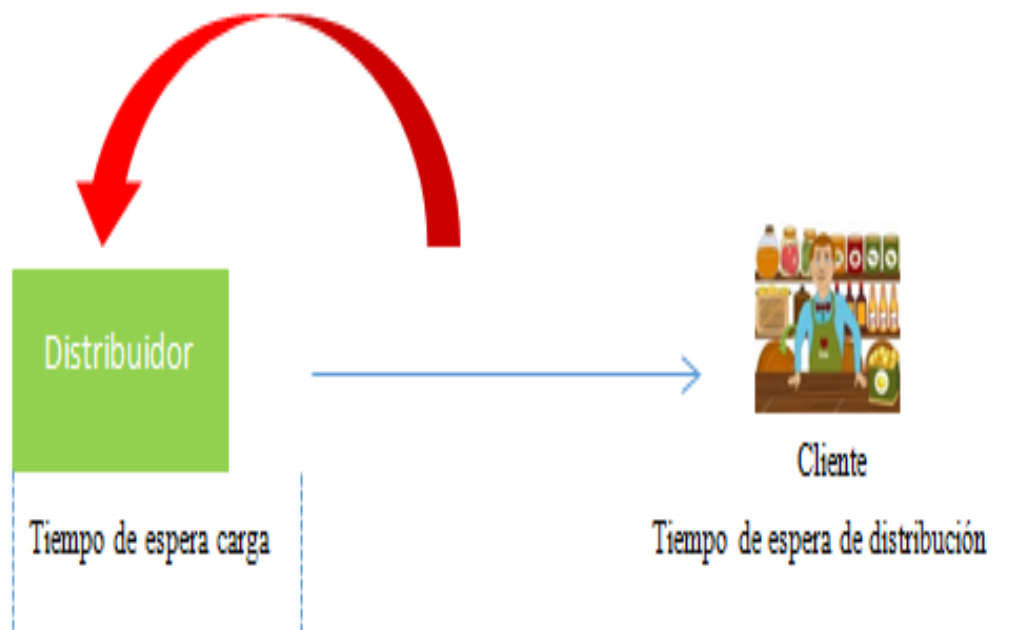 Distribuidor
Cliente
Tiempo de espera carga
Tiempo de espera de distribución